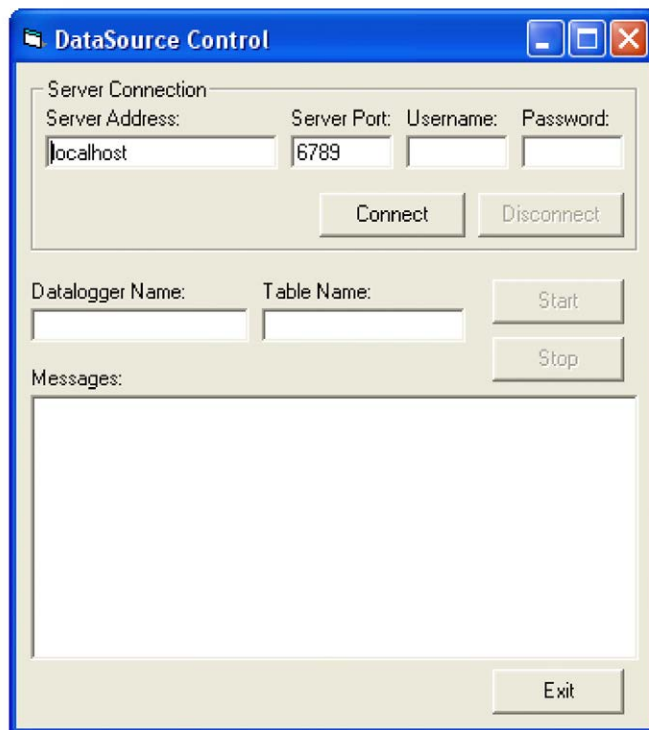 DataSource Control
Server Connection
Server Address: Server Port: Username: Password:
localhost 6789
Connect Disconnect
Datalogger Name: Table Name:
Start
Stop
Messages:
Exit